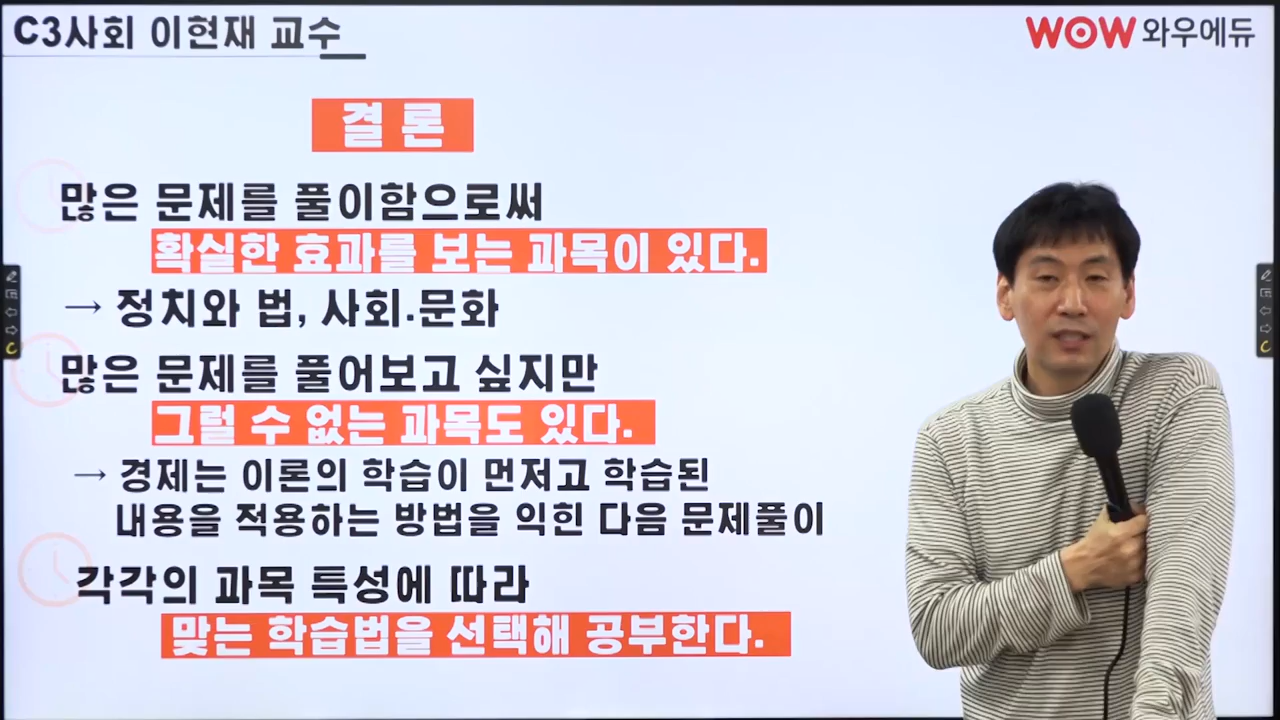 C3사회 이현재 교수
WOW 와우에듀
결 론
많은 문제를 풀이함으로써
확실한 효과를 보는 과목이 있다.
→ 정치와 법, 사회.문화
많은 문제를 풀어보고 싶지만
그럴 수 없는 과목도 있다.
→ 경제는 이론의 학습이 먼저고 학습된
내용을 적용하는 방법을 익힌 다음 문제풀이
각각의 과목 특성에 따라
맞는 학습법을 선택해 공부한다.